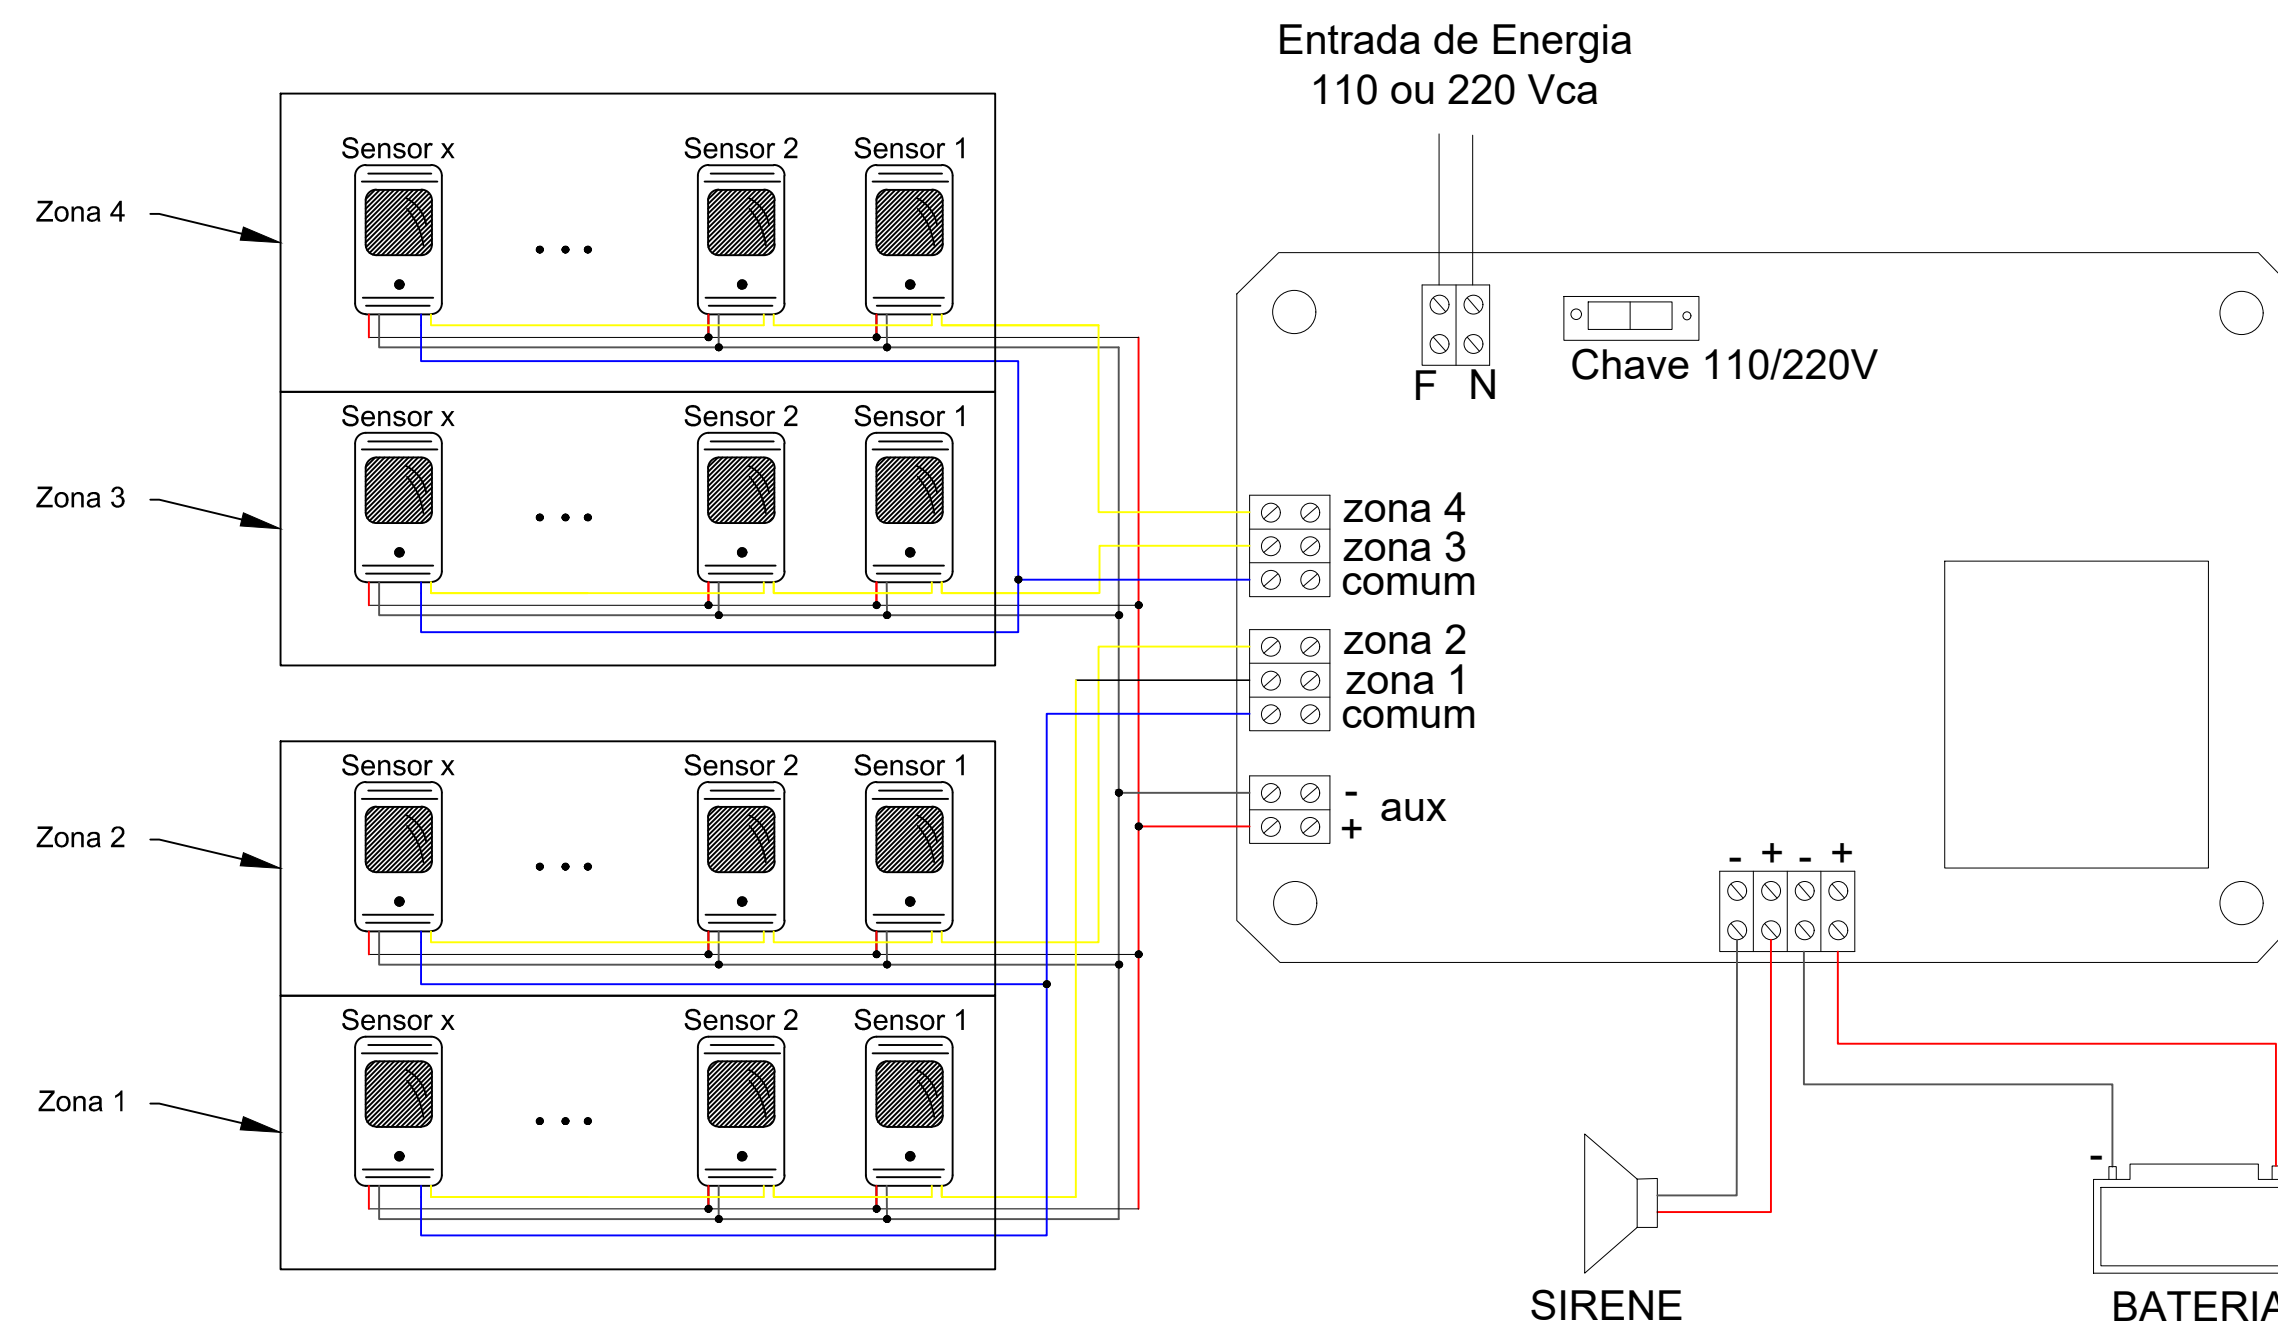 Entrada de Energia
110 ou 220 Vca
Sensor x
Sensor 2
Sensor 1
Zona 4
Sensor x
Sensor 2
Sensor 1
Zona 3
Sensor x
Sensor 2
Sensor 1
Zona 2
Sensor x
Sensor 2
Sensor 1
Zona 1
F N
Chave 110/220V
zona 4
zona 3
comum
zona 2
zona 1
comum
-
+
aux
- + - +
-
SIRENE
BATERIA